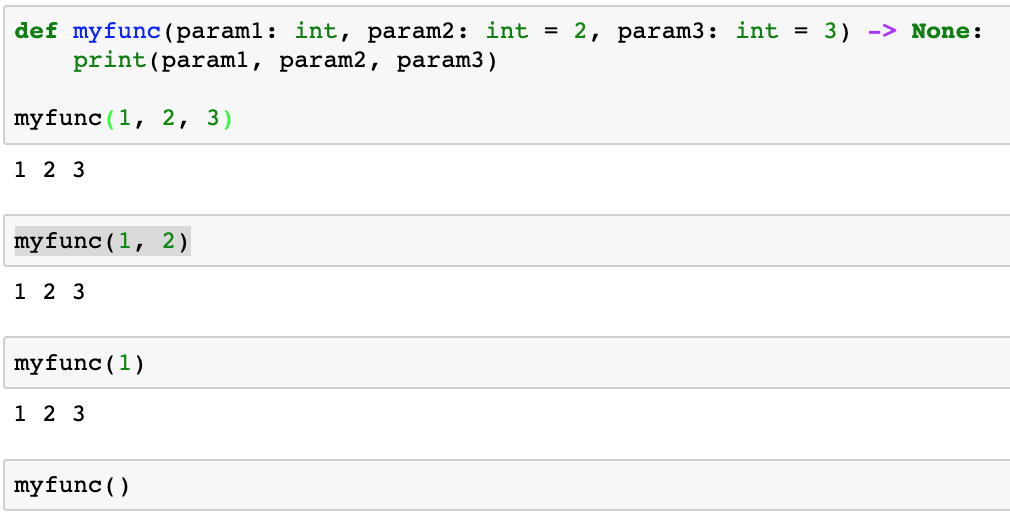 def myfunc(param1: int, param2: int = 2, param3: int = 3) -> None:
    print(param1, param2, param3)
myfunc(1, 2, 3)
1 2 3
myfunc(1, 2)
1 2 3
myfunc(1)
1 2 3
myfunc()